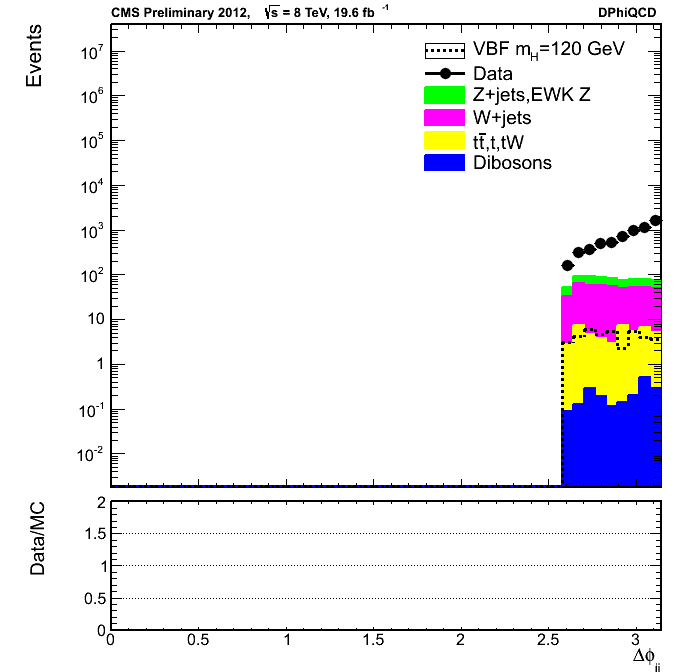 CMS Preliminary 2012, √s = 8 TeV, 19.6 fb⁻¹ DPhiQCD
Events
10⁷
10⁶
10⁵
10⁴
10³
10²
10
1
10⁻¹
10⁻²
VBF m_H=120 GeV
Data
Z+jets,EWK Z
W+jets
tt̄,t,tW
Dibosons
Data/MC
2
1.5
1
0.5
0
0 0.5 1 1.5 2 2.5 3
Δϕ_jj